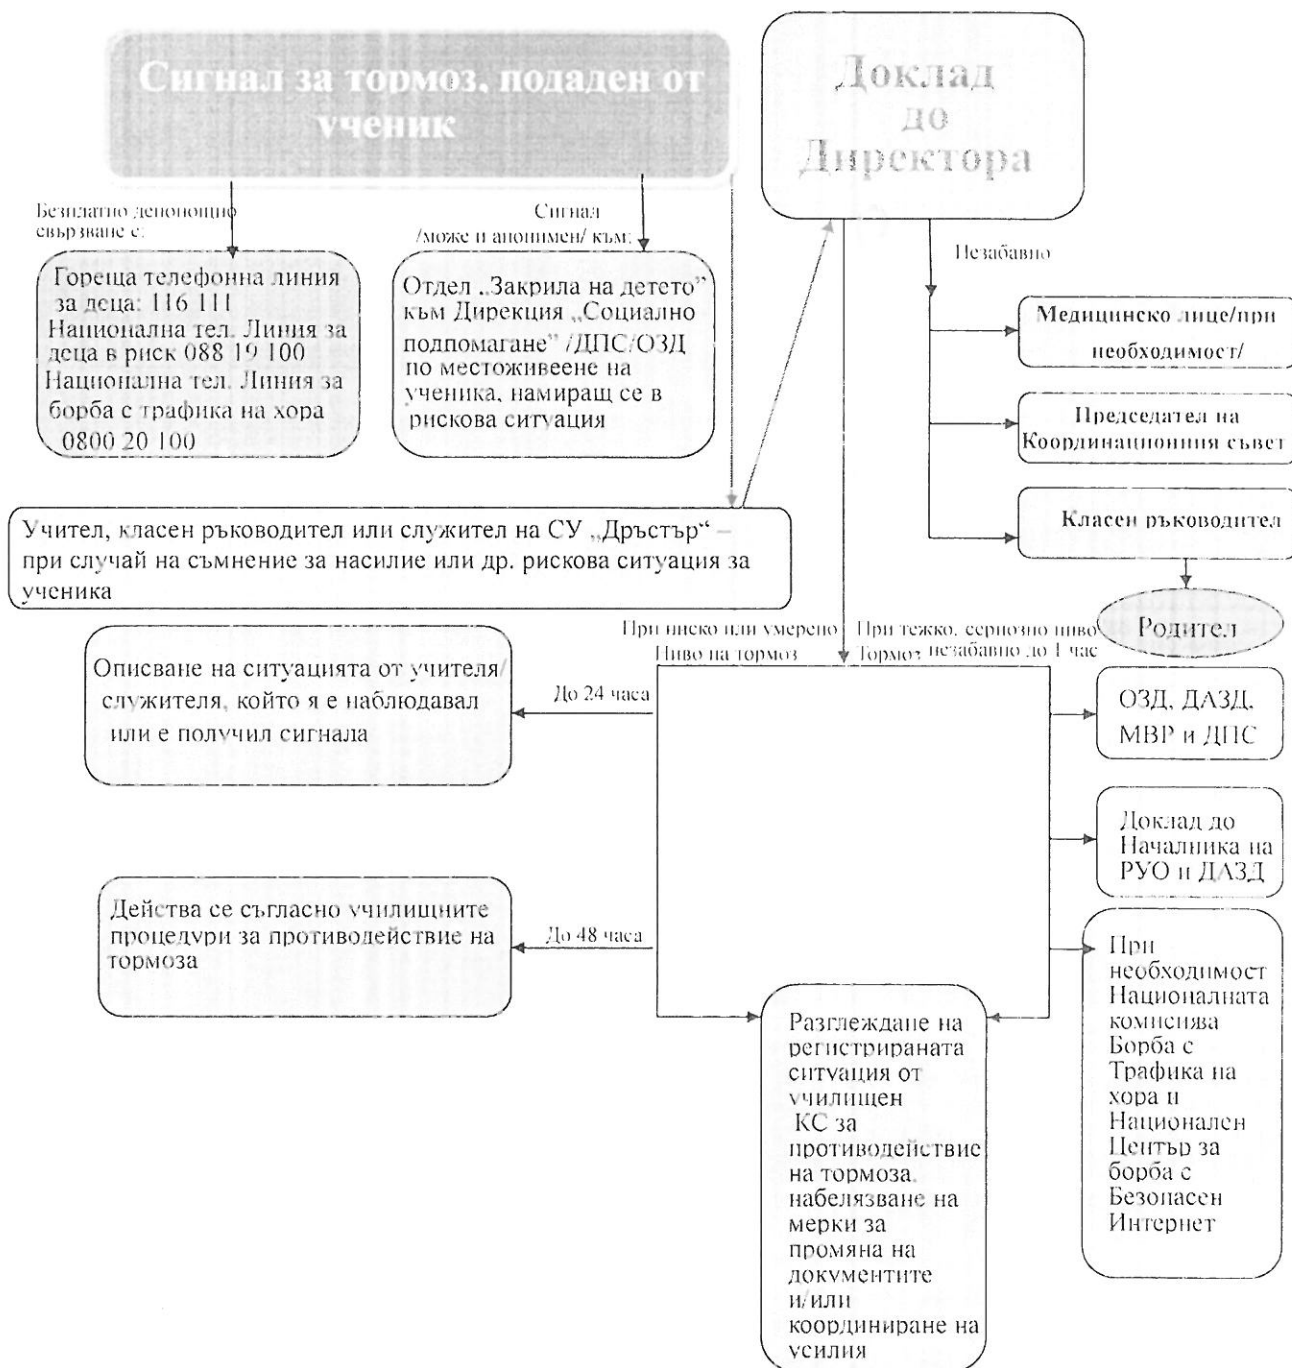 Сигнал за тормоз, подаден от
ученик
Доклад
до
Директора
Безплатно денонощно
свързване с:
Сигнал
/може и анонимен/ към:
Незабавно
Гореща телефонна линия
за деца: 116 111
Национална тел. Линия за
деца в риск 088 19 100
Национална тел. Линия за
борба с трафика на хора
0800 20 100
Отдел „Закрила на детето”
към Дирекция „Социално
подпомагане” /ДПС/ОЗД
по местоживеене на
ученика, намиращ се в
рискова ситуация
Медицинско лице/при
необходимост/
Председател на
Координационния съвет
Класен ръководител
Родител
Учител, класен ръководител или служител на СУ „Дръстър“ –
при случай на съмнение за насилие или др. рискова ситуация за
ученика
При ниско или умерено
Ниво на тормоз
При тежко, сериозно ниво
Тормоз незабавно до 1 час
Описване на ситуацията от учителя/
служителя, който я е наблюдавал
или е получил сигнала
До 24 часа
ОЗД, ДАЗД,
МВР и ДПС
Доклад до
Началника на
РУО и ДАЗД
Действа се съгласно училищните
процедури за противодействие на
тормоза
До 48 часа
При
необходимост
Националната
комисиява
Борба с
Трафика на
хора и
Национален
Център за
борба с
Безопасен
Интернет
Разглеждане на
регистрираната
ситуация от
училищен
КС за
противодействие
на тормоза,
набелязване на
мерки за
промяна на
документите
и/или
координиране на
усилия